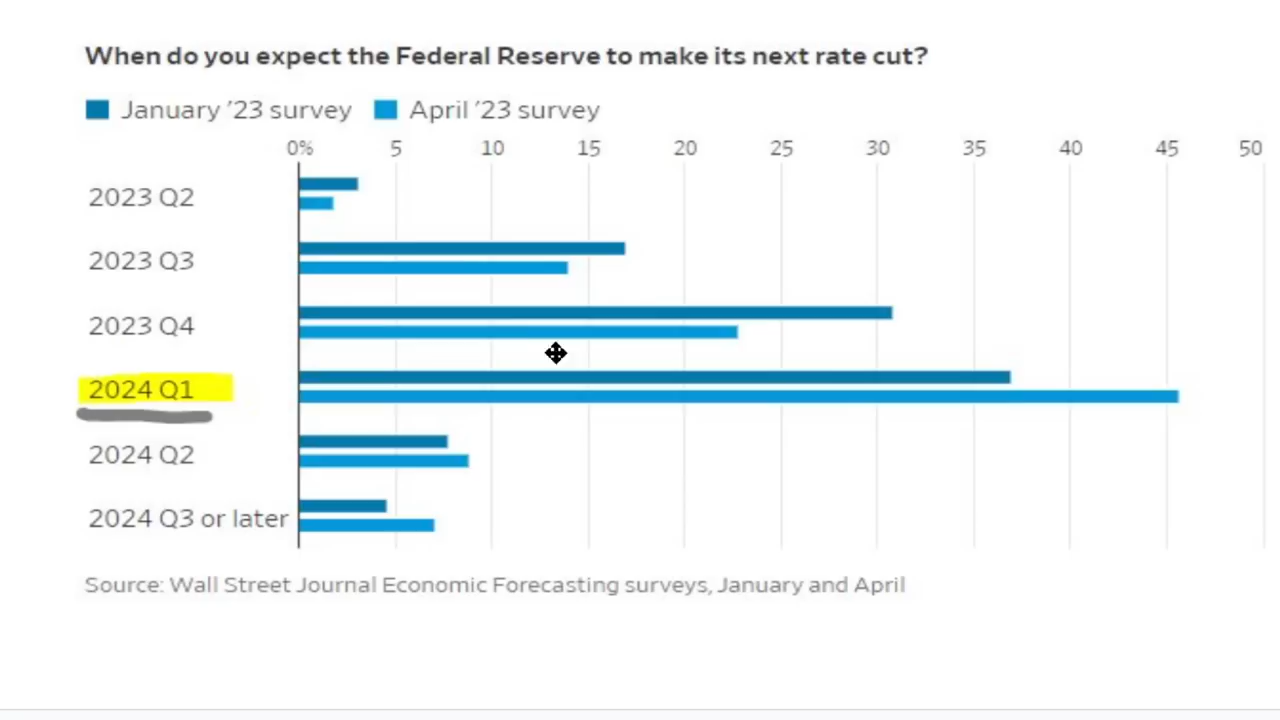 When do you expect the Federal Reserve to make its next rate cut?
January ’23 survey April ’23 survey
0% 5 10 15 20 25 30 35 40 45 50
2023 Q2
2023 Q3
2023 Q4
2024 Q1
2024 Q2
2024 Q3 or later
Source: Wall Street Journal Economic Forecasting surveys, January and April